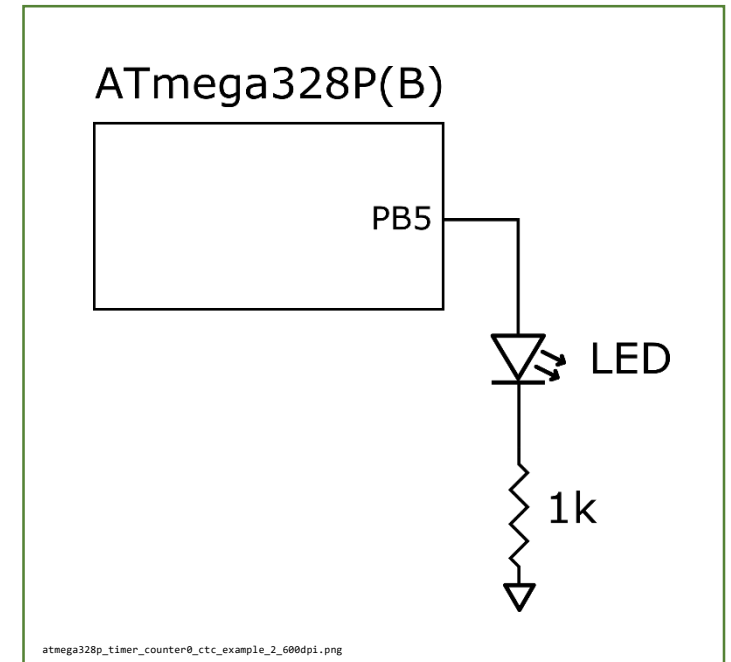 ATmega328P(B)
PB5
LED
1k
atmega328p_timer_counter0_ctc_example_2_600dpi.png